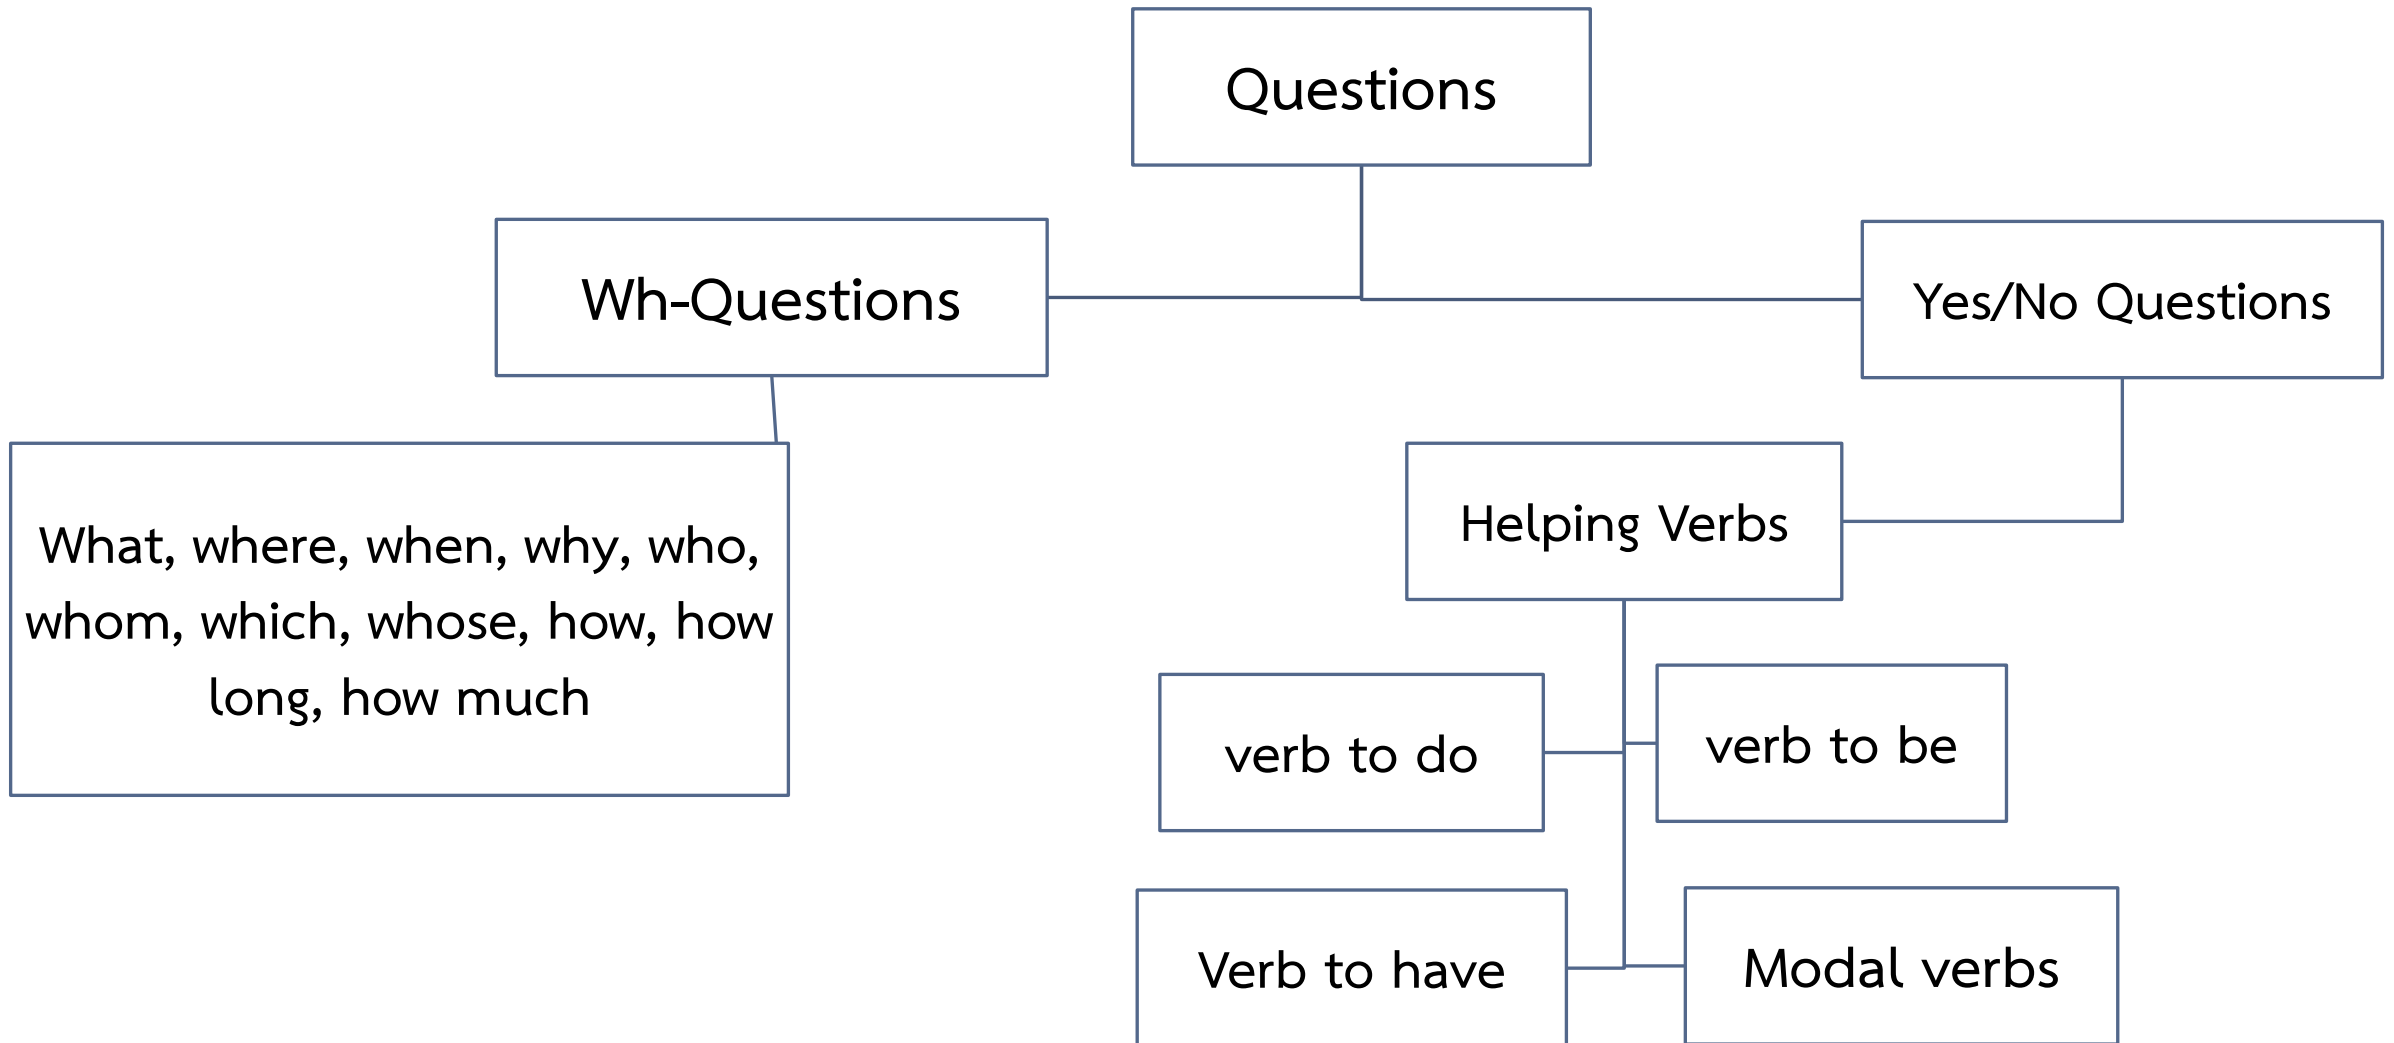 Questions
Wh-Questions
Yes/No Questions
What, where, when, why, who,
whom, which, whose, how, how
long, how much
Helping Verbs
verb to do
verb to be
Verb to have
Modal verbs